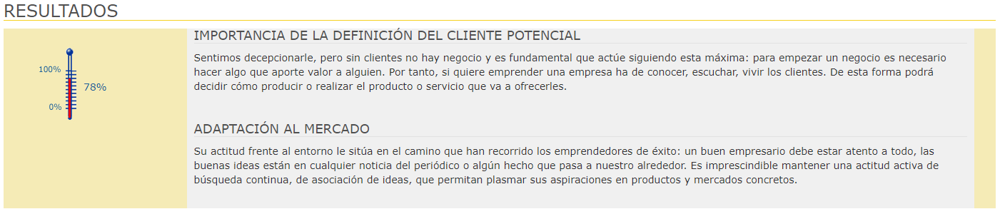 RESULTADOS
100%
78%
0%
IMPORTANCIA DE LA DEFINICIÓN DEL CLIENTE POTENCIAL
Sentimos decepcionarle, pero sin clientes no hay negocio y es fundamental que actúe siguiendo esta máxima: para empezar un negocio es necesario
hacer algo que aporte valor a alguien. Por tanto, si quiere emprender una empresa ha de conocer, escuchar, vivir los clientes. De esta forma podrá
decidir cómo producir o realizar el producto o servicio que va a ofrecerles.
ADAPTACIÓN AL MERCADO
Su actitud frente al entorno le sitúa en el camino que han recorrido los emprendedores de éxito: un buen empresario debe estar atento a todo, las
buenas ideas están en cualquier noticia del periódico o algún hecho que pasa a nuestro alrededor. Es imprescindible mantener una actitud activa de
búsqueda continua, de asociación de ideas, que permitan plasmar sus aspiraciones en productos y mercados concretos.